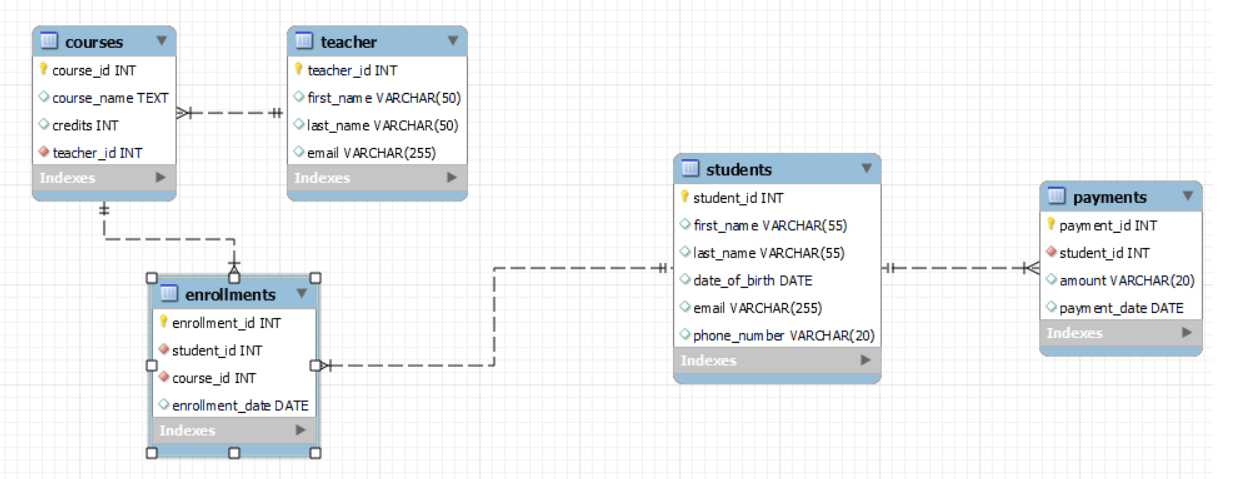 courses
course_id INT
course_name TEXT
credits INT
teacher_id INT
Indexes
teacher
teacher_id INT
first_name VARCHAR(50)
last_name VARCHAR(50)
email VARCHAR(255)
Indexes
enrollments
enrollment_id INT
student_id INT
course_id INT
enrollment_date DATE
Indexes
students
student_id INT
first_name VARCHAR(55)
last_name VARCHAR(55)
date_of_birth DATE
email VARCHAR(255)
phone_number VARCHAR(20)
Indexes
payments
payment_id INT
student_id INT
amount VARCHAR(20)
payment_date DATE
Indexes